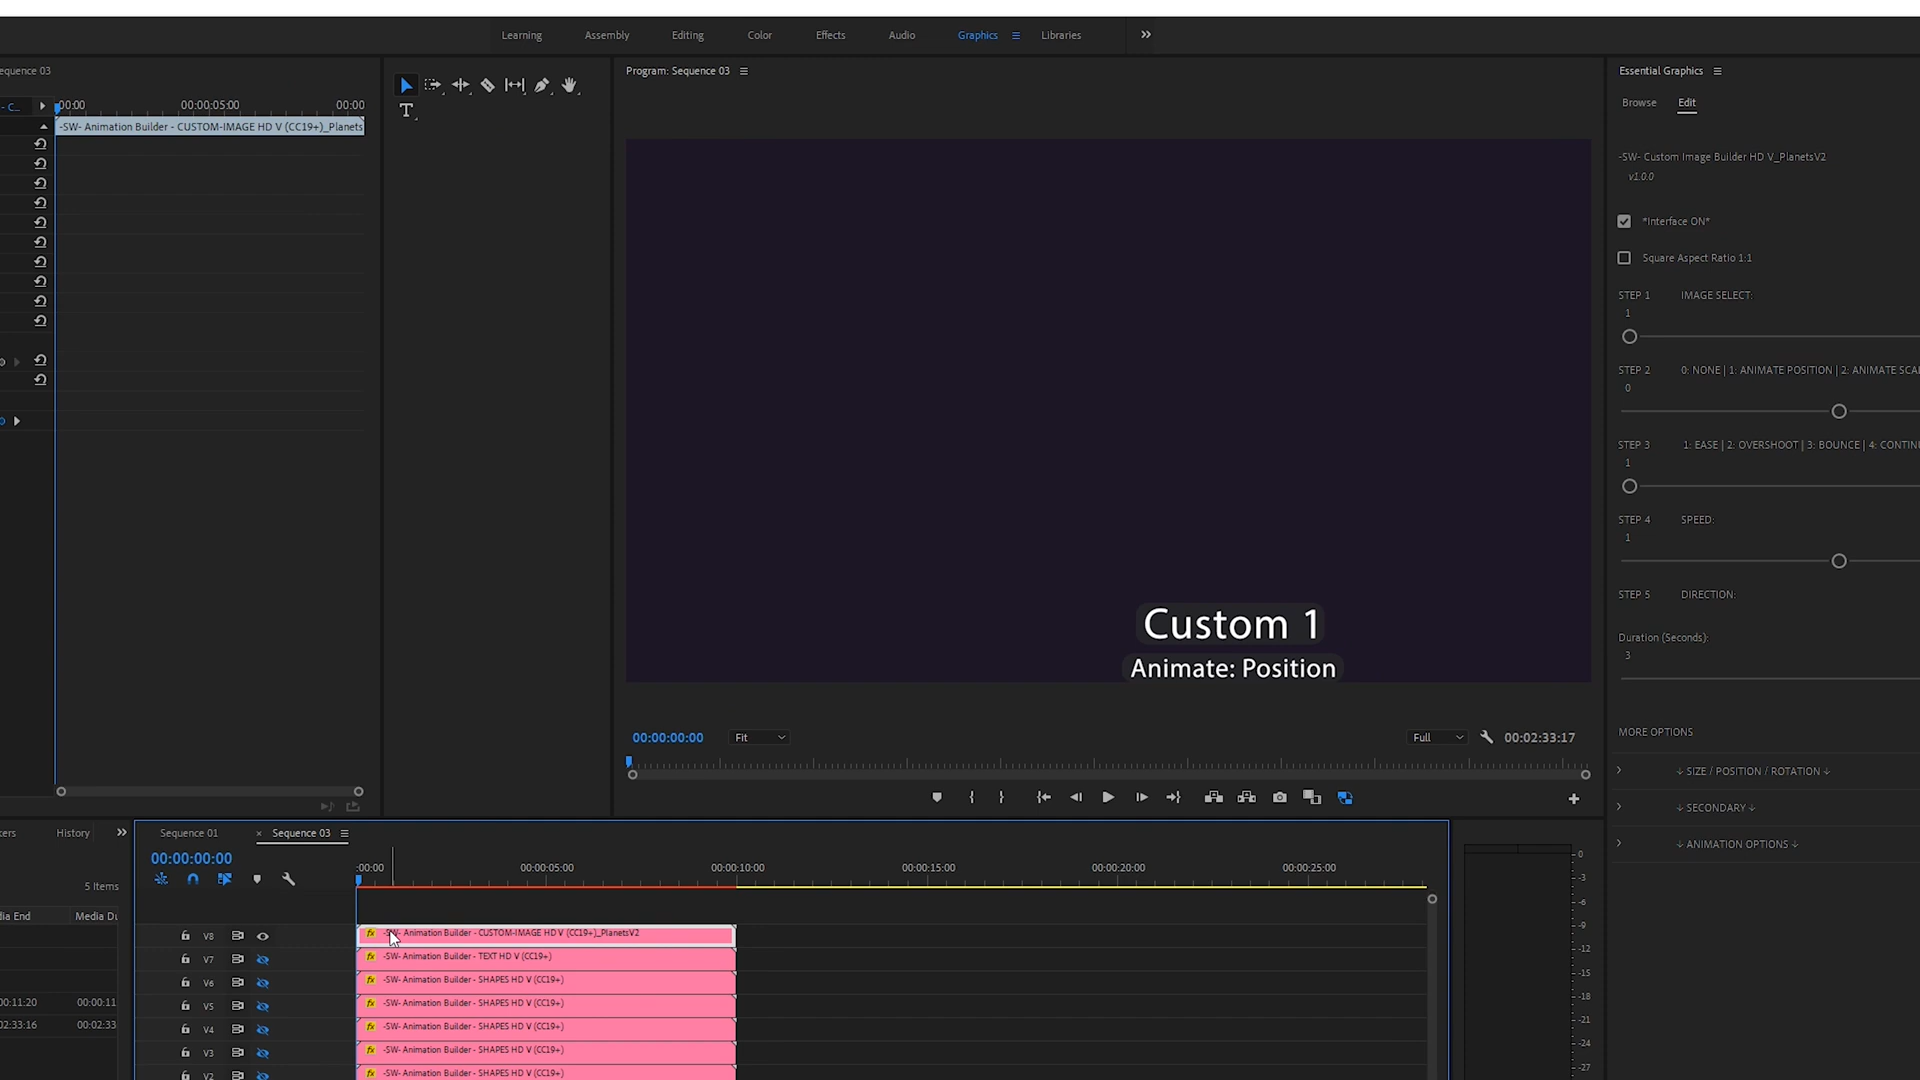 Learning
Assembly
Editing
Color
Effects
Audio
Graphics
Libraries
equence 03
- C...
00:00
00:00:05:00
00:00
-SW- Animation Builder - CUSTOM-IMAGE HD V (CC19+)_Planets
T
Program: Sequence 03
Custom 1
Animate: Position
00:00:00:00
Fit
Full
00:02:33:17
Essential Graphics
Browse
Edit
-SW- Custom Image Builder HD V_PlanetsV2
v1.0.0
*Interface ON*
Square Aspect Ratio 1:1
STEP 1 IMAGE SELECT:
1
STEP 2 0: NONE | 1: ANIMATE POSITION | 2: ANIMATE SCA
0
STEP 3 1: EASE | 2: OVERSHOOT | 3: BOUNCE | 4: CONTIN
1
STEP 4 SPEED:
1
STEP 5 DIRECTION:
Duration (Seconds):
3
MORE OPTIONS
↓ SIZE / POSITION / ROTATION ↓
↓ SECONDARY ↓
↓ ANIMATION OPTIONS ↓
kers
History
5 Items
dia End
Media Du
00:11:20
00:00:11
02:33:16
00:02:33
Sequence 01
× Sequence 03
00:00:00:00
:00:00
00:00:05:00
00:00:10:00
00:00:15:00
00:00:20:00
00:00:25:00
V8
fx -SW- Animation Builder - CUSTOM-IMAGE HD V (CC19+)_PlanetsV2
V7
fx -SW- Animation Builder - TEXT HD V (CC19+)
V6
fx -SW- Animation Builder - SHAPES HD V (CC19+)
V5
fx -SW- Animation Builder - SHAPES HD V (CC19+)
V4
fx -SW- Animation Builder - SHAPES HD V (CC19+)
V3
fx -SW- Animation Builder - SHAPES HD V (CC19+)
V2
fx -SW- Animation Builder - SHAPES HD V (CC19+)
0
-3
-6
-9
-12
-15
-18
-21
-24
-27